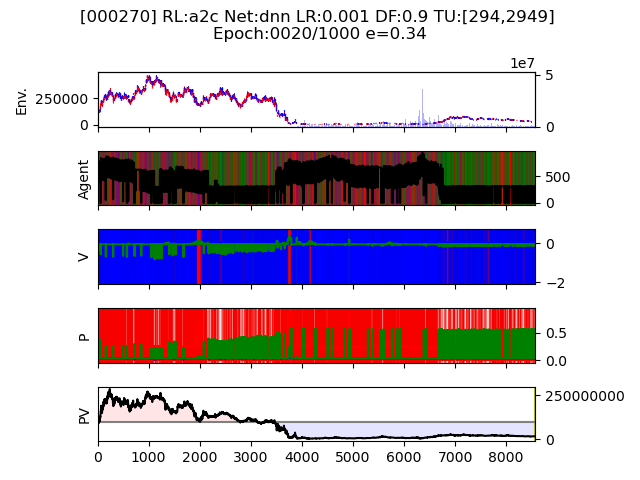 [000270] RL:a2c Net:dnn LR:0.001 DF:0.9 TU:[294,2949]
Epoch:0020/1000 e=0.34
1e7
Env.
250000
0
5
0
Agent
500
0
V
0
−2
P
0.5
0.0
PV
250000000
0
0 1000 2000 3000 4000 5000 6000 7000 8000